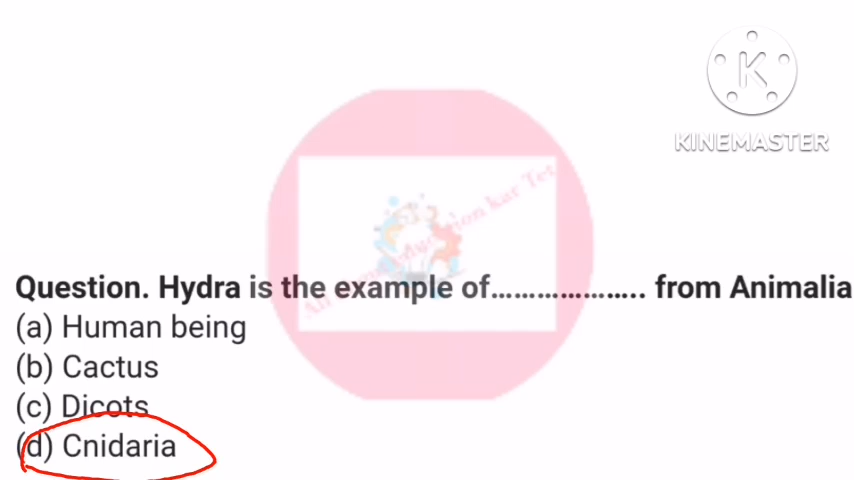 KINEMASTER
Question. Hydra is the example of………………….. from Animalia
(a) Human being
(b) Cactus
(c) Dicots
(d) Cnidaria